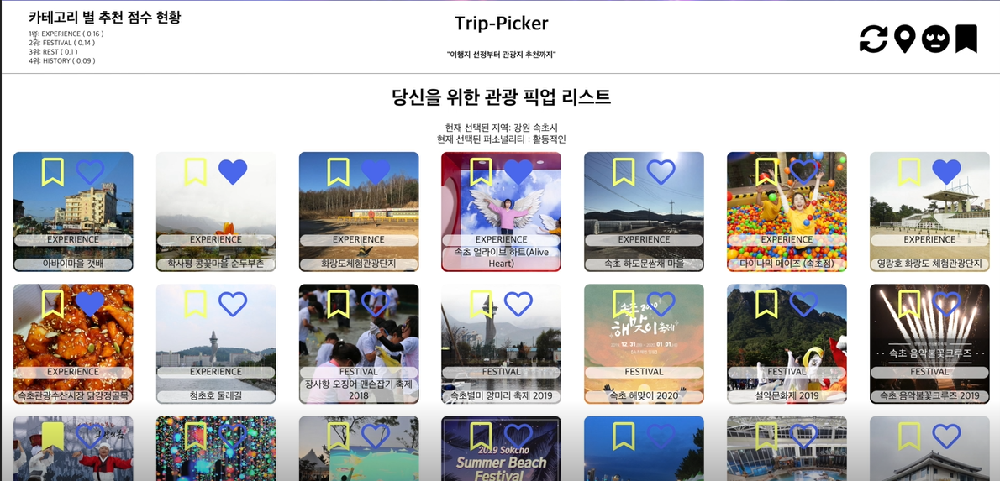 카테고리 별 추천 점수 현황
1위: EXPERIENCE ( 0.16 )
2위: FESTIVAL ( 0.14 )
3위: REST ( 0.1 )
4위: HISTORY ( 0.09 )
Trip-Picker
"여행지 선정부터 관광지 추천까지"
당신을 위한 관광 픽업 리스트
현재 선택된 지역: 강원 속초시
현재 선택된 퍼소널리티 : 활동적인
EXPERIENCE
아바이마을 갯배
EXPERIENCE
학사평 콩꽃마을 순두부촌
EXPERIENCE
화랑도체험관광단지
EXPERIENCE
속초 얼라이브 하트(Alive
Heart)
EXPERIENCE
속초 하도문쌈채 마을
EXPERIENCE
다이나믹 메이즈 (속초점)
EXPERIENCE
영랑호 화랑도 체험관광단지
EXPERIENCE
속초관광수산시장 닭강정골목
EXPERIENCE
청초호 둘레길
FESTIVAL
장사항 오징어 맨손잡기 축제
2018
FESTIVAL
속초별미 양미리 축제 2019
속초 2020
해맞이축제
FESTIVAL
속초 해맞이 2020
FESTIVAL
설악문화제 2019
속초 음악불꽃크루즈
FESTIVAL
속초 음악불꽃크루즈 2019
2019 Sokcho
Summer Beach
Festival